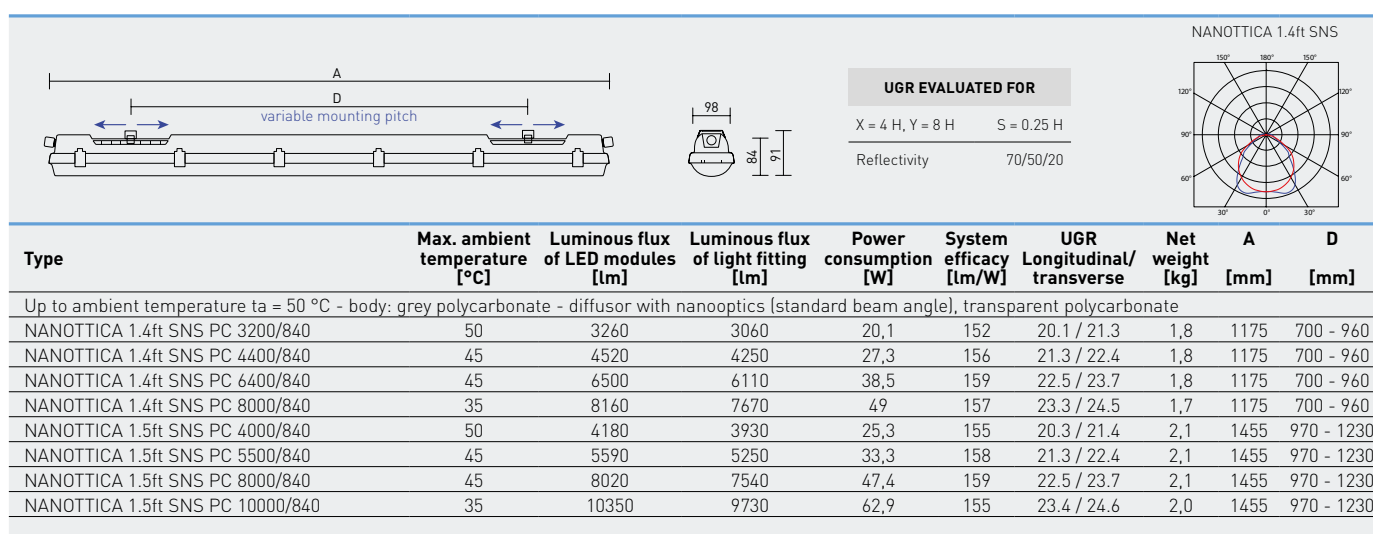 NANOTTICA 1.4ft SNS
A
D
variable mounting pitch
98
84
91
UGR EVALUATED FOR
X = 4 H, Y = 8 H S = 0.25 H
Reflectivity 70/50/20
150° 180° 150°
120° 120°
90° 90°
60° 60°
30° 0° 30°
Type Max. ambient temperature [°C] Luminous flux of LED modules [lm] Luminous flux of light fitting [lm] Power consumption [W] System efficacy [lm/W] UGR Longitudinal/ transverse Net weight [kg] A [mm] D [mm]
Up to ambient temperature ta = 50 °C - body: grey polycarbonate - diffusor with nanooptics (standard beam angle), transparent polycarbonate
NANOTTICA 1.4ft SNS PC 3200/840 50 3260 3060 20,1 152 20.1 / 21.3 1,8 1175 700 - 960
NANOTTICA 1.4ft SNS PC 4400/840 45 4520 4250 27,3 156 21.3 / 22.4 1,8 1175 700 - 960
NANOTTICA 1.4ft SNS PC 6400/840 45 6500 6110 38,5 159 22.5 / 23.7 1,8 1175 700 - 960
NANOTTICA 1.4ft SNS PC 8000/840 35 8160 7670 49 157 23.3 / 24.5 1,7 1175 700 - 960
NANOTTICA 1.5ft SNS PC 4000/840 50 4180 3930 25,3 155 20.3 / 21.4 2,1 1455 970 - 1230
NANOTTICA 1.5ft SNS PC 5500/840 45 5590 5250 33,3 158 21.3 / 22.4 2,1 1455 970 - 1230
NANOTTICA 1.5ft SNS PC 8000/840 45 8020 7540 47,4 159 22.5 / 23.7 2,1 1455 970 - 1230
NANOTTICA 1.5ft SNS PC 10000/840 35 10350 9730 62,9 155 23.4 / 24.6 2,0 1455 970 - 1230